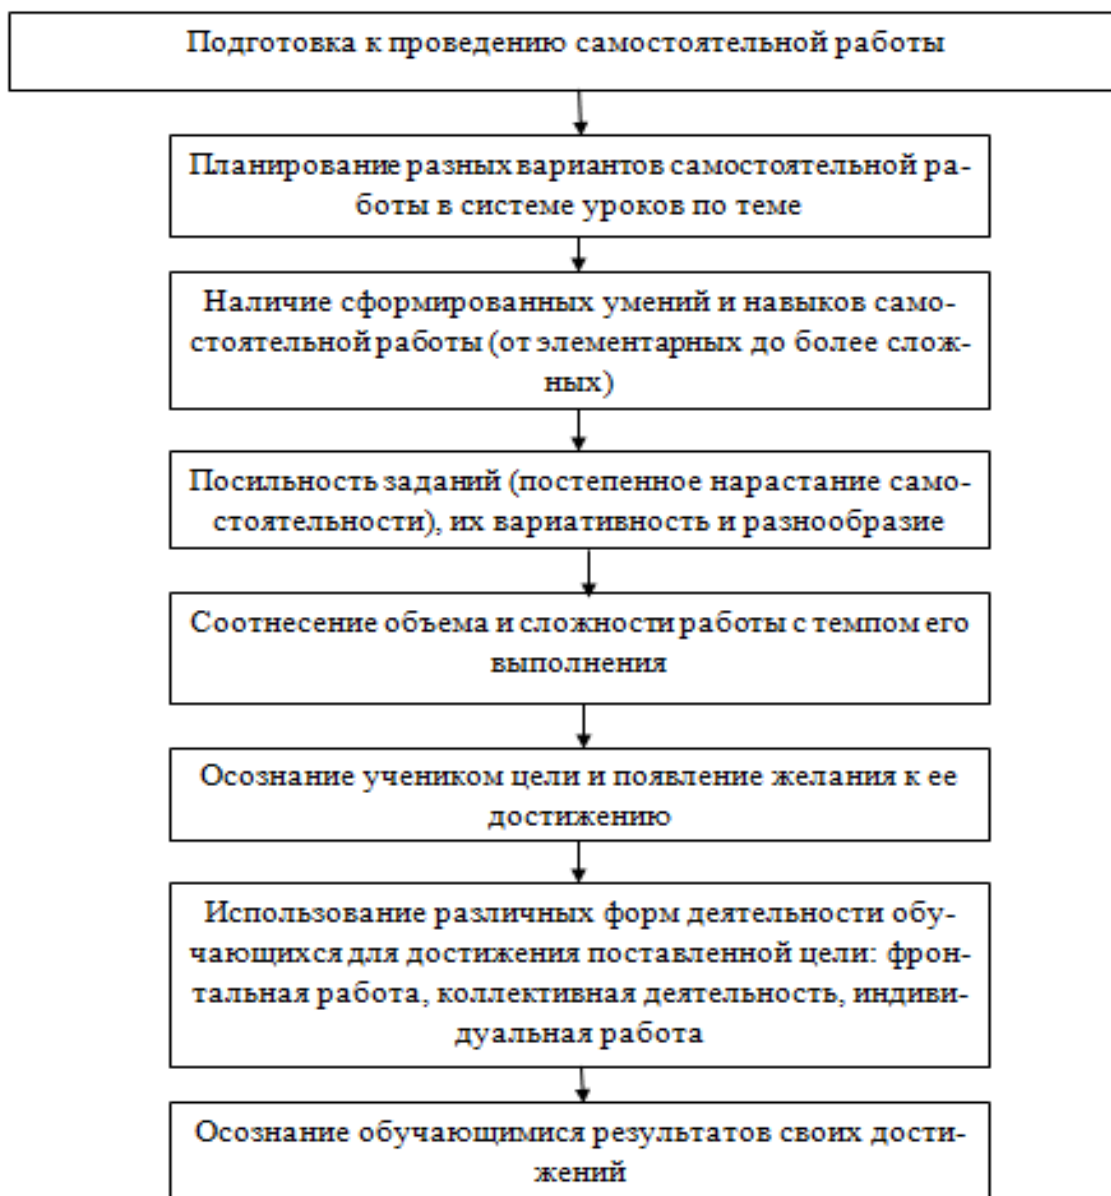 Подготовка к проведению самостоятельной работы
Планирование разных вариантов самостоятельной ра-
боты в системе уроков по теме
Наличие сформированных умений и навыков само-
стоятельной работы (от элементарных до более слож-
ных)
Посильность заданий (постепенное нарастание само-
стоятельности), их вариативность и разнообразие
Соотнесение объема и сложности работы с темпом его
выполнения
Осознание учеником цели и появление желания к ее
достижению
Использование различных форм деятельности обу-
чающихся для достижения поставленной цели: фрон-
тальная работа, коллективная деятельность, индиви-
дуальная работа
Осознание обучающимися результатов своих дости-
жений